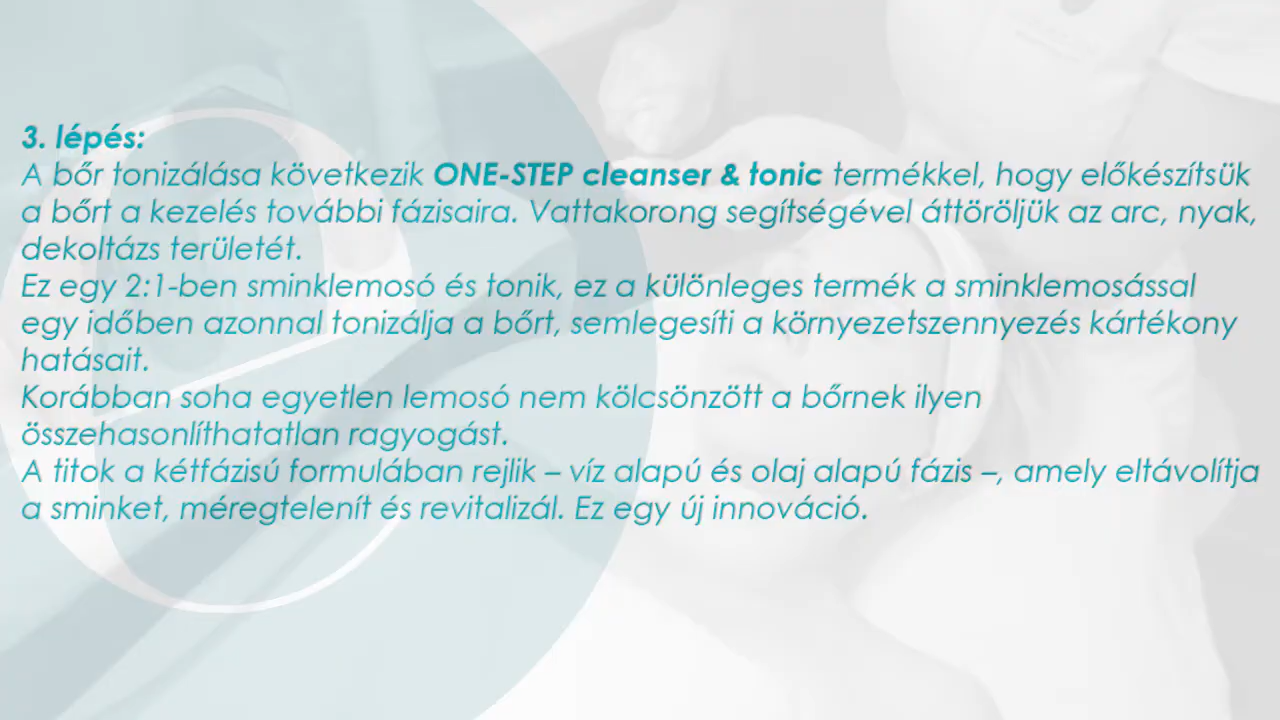 3. lépés:
A bőr tonizálása következik ONE-STEP cleanser & tonic termékkel, hogy előkészítsük
a bőrt a kezelés további fázisaira. Vattakorong segítségével áttöröljük az arc, nyak,
dekoltázs területét.
Ez egy 2:1-ben sminklemosó és tonik, ez a különleges termék a sminklemosással
egy időben azonnal tonizálja a bőrt, semlegesíti a környezetszennyezés kártékony
hatásait.
Korábban soha egyetlen lemosó nem kölcsönzött a bőrnek ilyen
összehasonlíthatatlan ragyogást.
A titok a kétfázisú formulában rejlik – víz alapú és olaj alapú fázis –, amely eltávolítja
a sminket, méregtelenít és revitalizál. Ez egy új innováció.